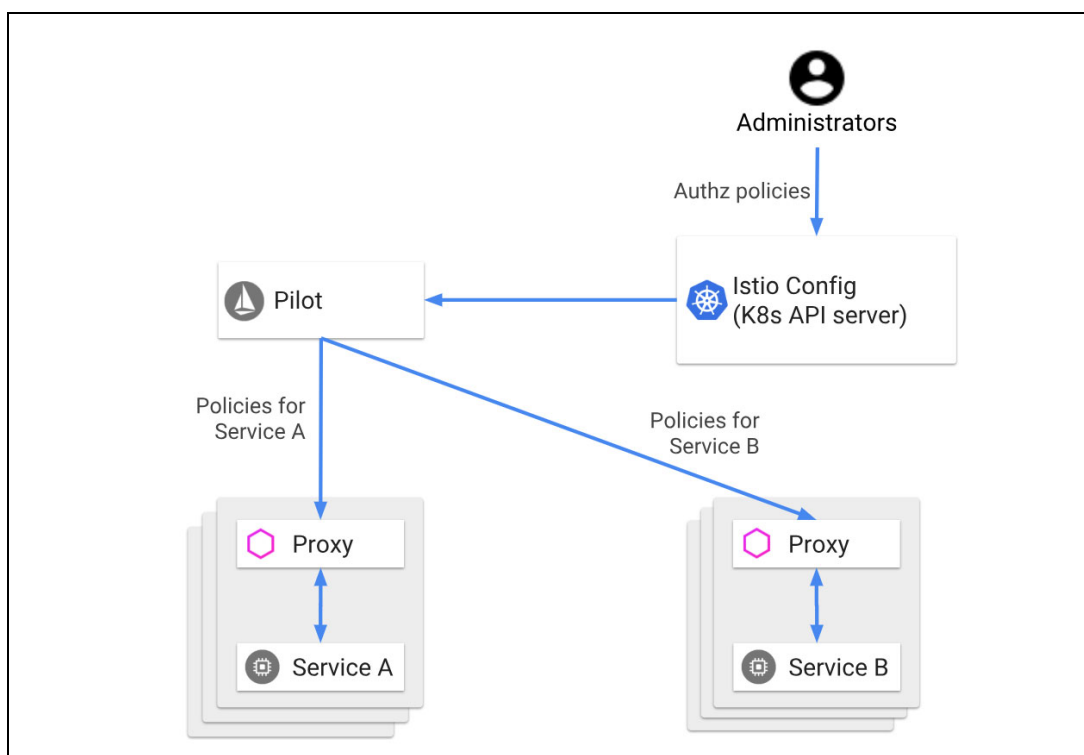 Administrators
Authz policies
Istio Config
(K8s API server)
Pilot
Policies for
Service A
Policies for
Service B
Proxy
Proxy
Service A
Service B